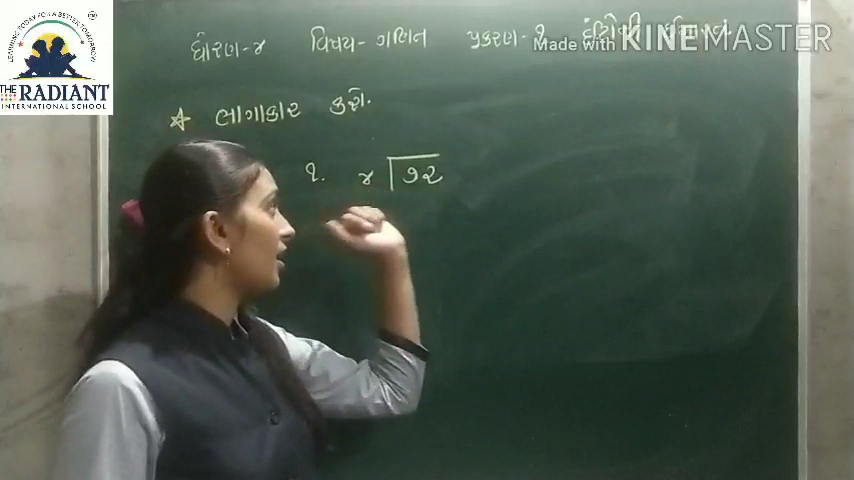 LEARNING TODAY FOR A BETTER TOMORROW
THE RADIANT
INTERNATIONAL SCHOOL
Made with KINEMASTER
ધોરણ-૪ વિષય- ગણિત પ્રકરણ-૧ ઈંટોની
* ભાગાકાર કરો.
૧. ૪ ૭૨